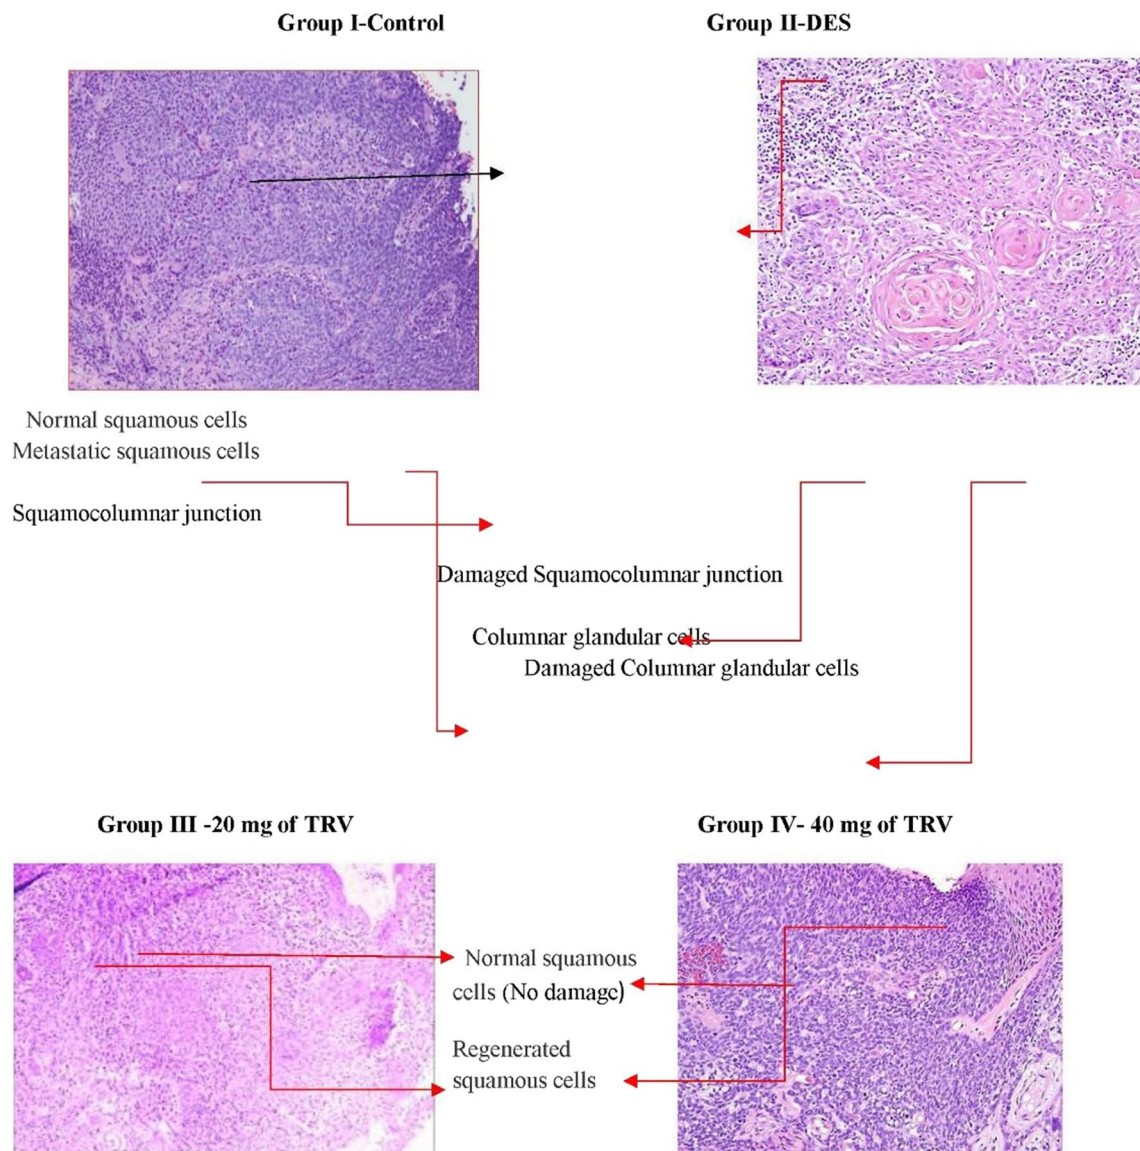 Group I-Control
Group II-DES
Normal squamous cells
Metastatic squamous cells
Squamocolumnar junction
Damaged Squamocolumnar junction
Columnar glandular cells
Damaged Columnar glandular cells
Group III -20 mg of TRV
Group IV- 40 mg of TRV
Normal squamous
cells (No damage)
Regenerated
squamous cells